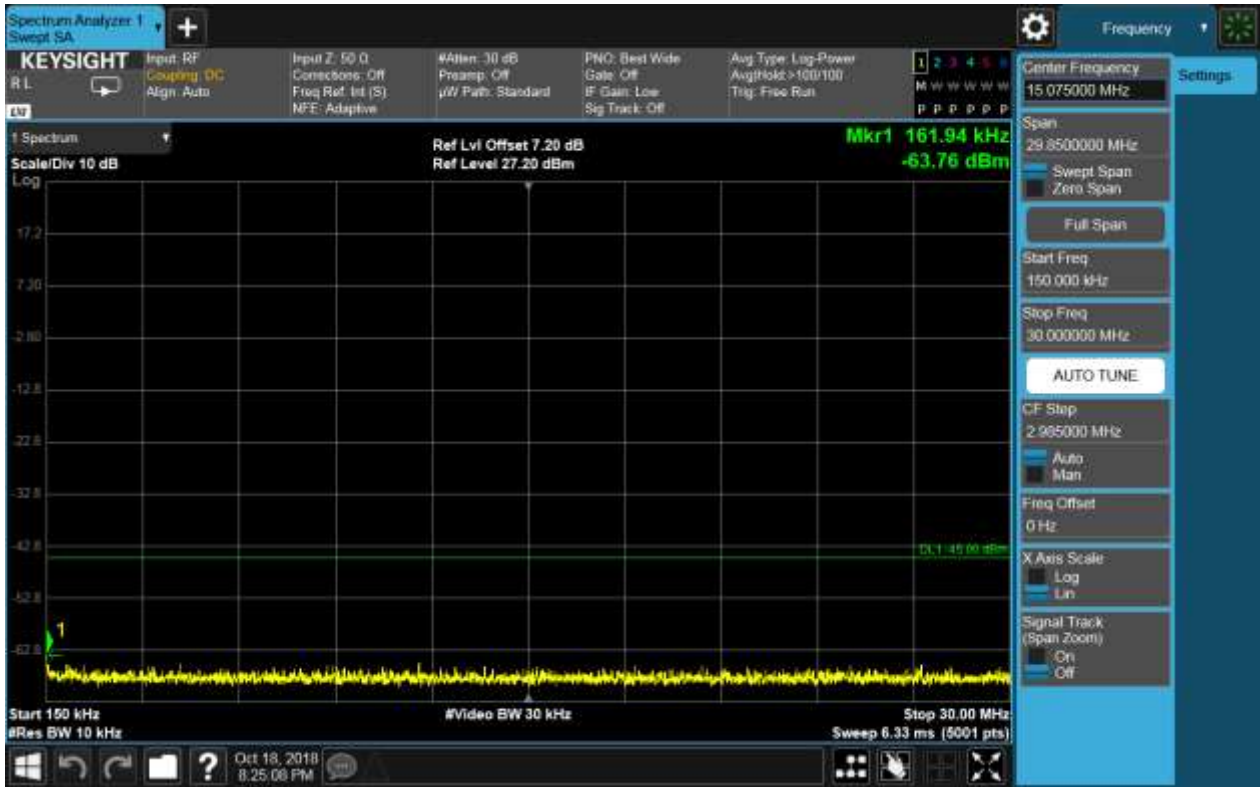 Spectrum Analyzer 1
Swept SA
Frequency
KEYSIGHT
R L
Input: RF
Coupling: DC
Align: Auto
Input Z: 50 Ω
Corrections: Off
Freq Ref: Int (S)
NFE: Adaptive
#Atten: 30 dB
Preamp: Off
µW Path: Standard
PNO: Best Wide
Gate: Off
IF Gain: Low
Sig Track: Off
Avg Type: Log-Power
Avg|Hold:>100/100
Trig: Free Run
1 2 3 4 5 6
M W W W W W
P P P P P P
Center Frequency
15.075000 MHz
Settings
Span
29.8500000 MHz
Swept Span
Zero Span
Full Span
Start Freq
150.000 kHz
Stop Freq
30.000000 MHz
AUTO TUNE
CF Step
2.985000 MHz
Auto
Man
Freq Offset
0 Hz
X Axis Scale
Log
Lin
Signal Track
(Span Zoom)
On
Off
1 Spectrum
Scale/Div 10 dB
Log
Ref Lvl Offset 7.20 dB
Ref Level 27.20 dBm
Mkr1 161.94 kHz
-63.76 dBm
17.2
7.20
-2.80
-12.8
-22.8
-32.8
-42.8
DL1 -45.00 dBm
-52.8
1
-62.8
Start 150 kHz
#Video BW 30 kHz
Stop 30.00 MHz
#Res BW 10 kHz
Sweep 6.33 ms (5001 pts)
?
Oct 18, 2018
8:25:08 PM